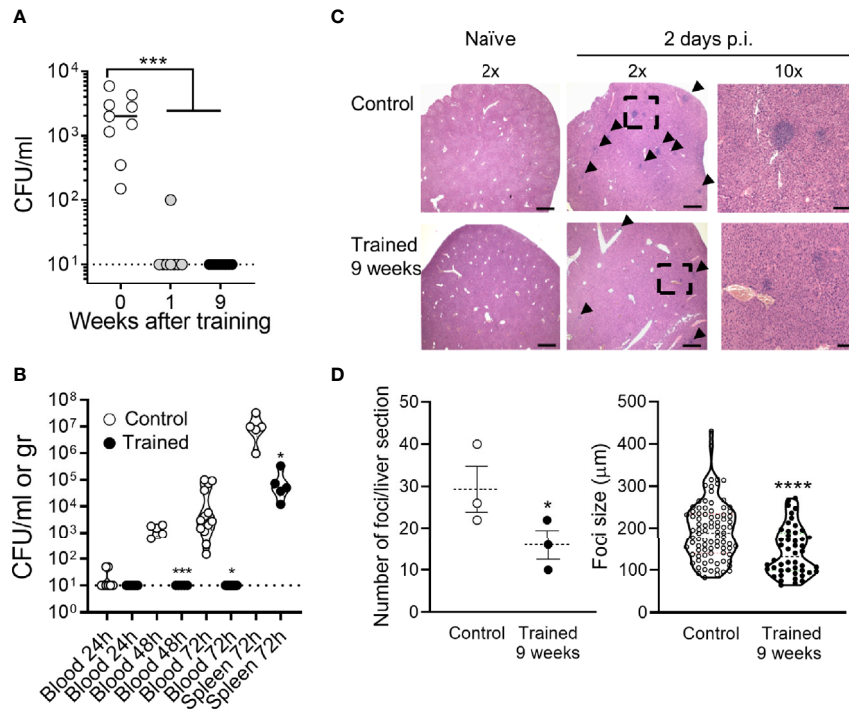 A
***
10⁴
10³
10²
10¹
CFU/ml
0 1 9
Weeks after training
B
Control
Trained
10⁸
10⁷
10⁶
10⁵
10⁴
10³
10²
10¹
10⁰
CFU/ml or gr
***
*
*
Blood 24h
Blood 24h
Blood 48h
Blood 48h
Blood 72h
Blood 72h
Spleen 72h
Spleen 72h
C
Naïve
2 days p.i.
2x 2x 10x
Control
Trained
9 weeks
D
50
40
30
20
10
0
Number of foci/liver section
*
Control Trained
9 weeks
500
400
300
200
100
0
Foci size (μm)
****
Control Trained
9 weeks